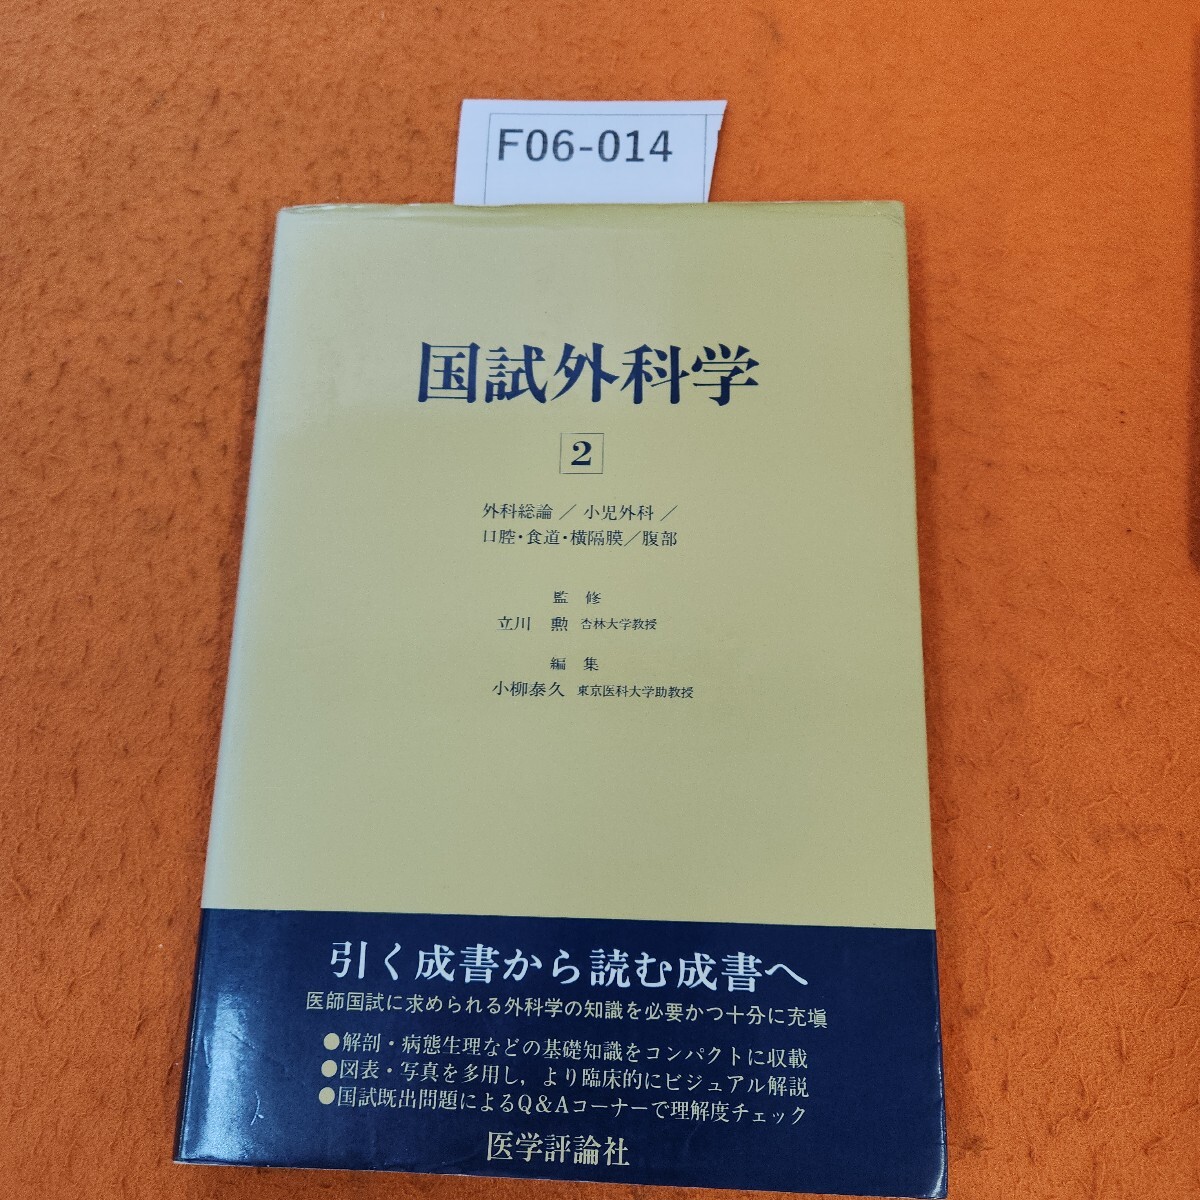 F06-014
国試外科学
2
外科総論／小児外科／
口腔・食道・横隔膜／腹部
監修
立川 勲 杏林大学教授
編集
小柳泰久 東京医科大学助教授
引く成書から読む成書へ
医師国試に求められる外科学の知識を必要かつ十分に充塡
●解剖・病態生理などの基礎知識をコンパクトに収載
●図表・写真を多用し，より臨床的にビジュアル解説
●国試既出問題によるQ&Aコーナーで理解度チェック
医学評論社